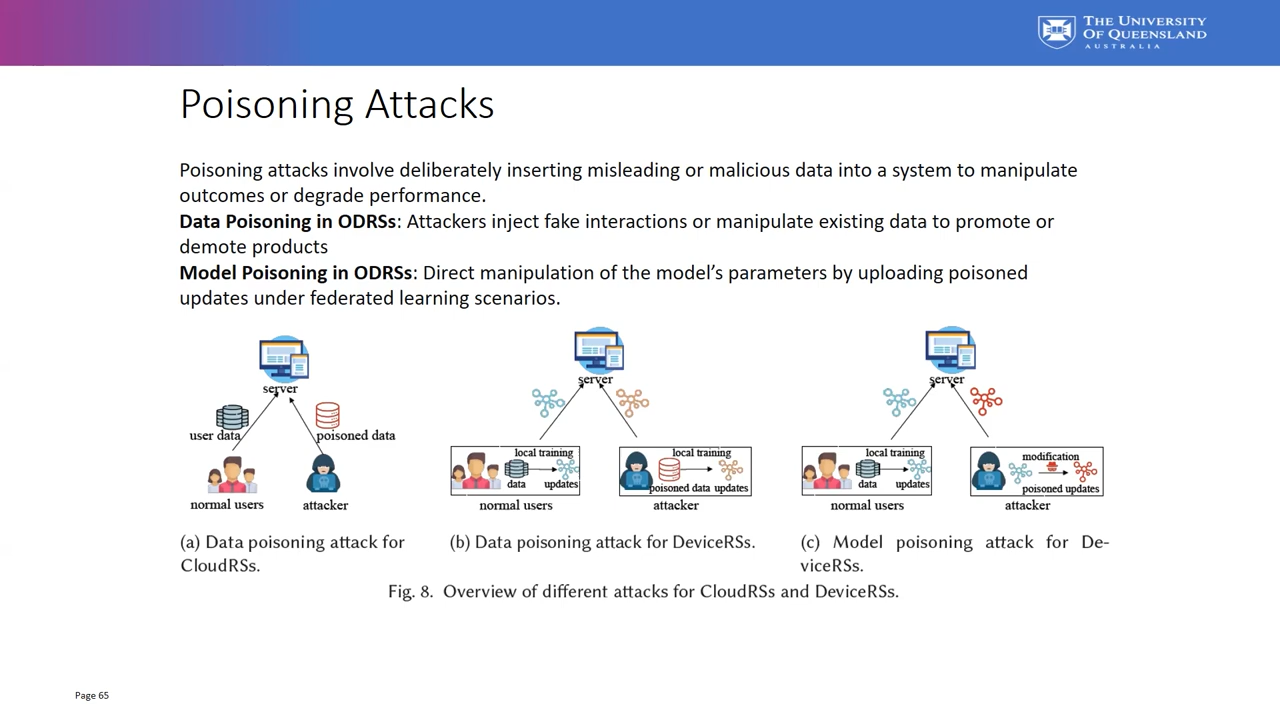 THE UNIVERSITY
OF QUEENSLAND
AUSTRALIA
Poisoning Attacks
Poisoning attacks involve deliberately inserting misleading or malicious data into a system to manipulate
outcomes or degrade performance.
Data Poisoning in ODRSs: Attackers inject fake interactions or manipulate existing data to promote or
demote products
Model Poisoning in ODRSs: Direct manipulation of the model’s parameters by uploading poisoned
updates under federated learning scenarios.
server
user data
poisoned data
normal users
attacker
(a) Data poisoning attack for
CloudRSs.
server
local training
data
updates
normal users
local training
poisoned data updates
attacker
(b) Data poisoning attack for DeviceRSs.
server
local training
data
updates
normal users
modification
poisoned updates
attacker
(c) Model poisoning attack for De-
viceRSs.
Fig. 8. Overview of different attacks for CloudRSs and DeviceRSs.
Page 65